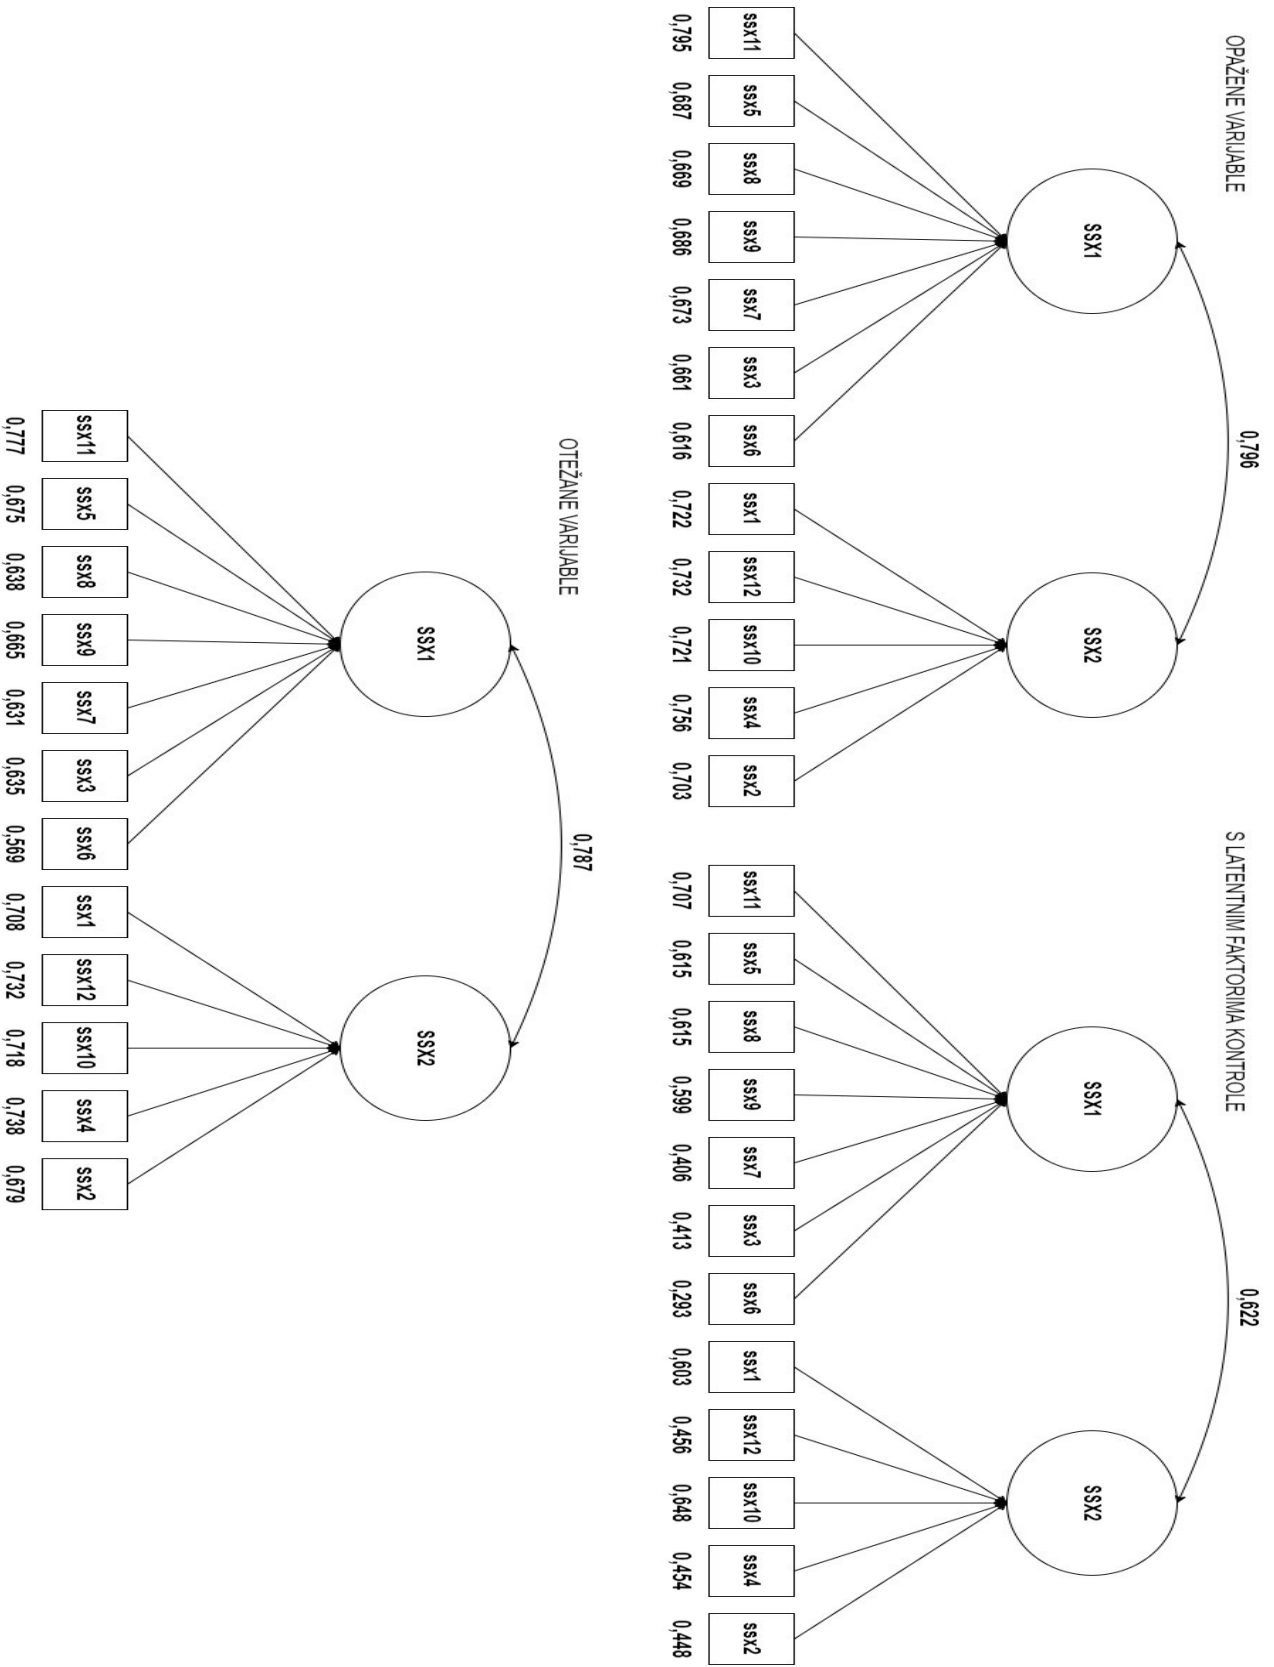 OPAŽENE VARIJABLE
0,796
SSX1
SSX2
ssx11
ssx5
ssx8
ssx9
ssx7
ssx3
ssx6
ssx1
ssx12
ssx10
ssx4
ssx2
0,795
0,687
0,669
0,686
0,673
0,661
0,616
0,722
0,732
0,721
0,756
0,703
S LATENTNIM FAKTORIMA KONTROLE
0,622
SSX1
SSX2
ssx11
ssx5
ssx8
ssx9
ssx7
ssx3
ssx6
ssx1
ssx12
ssx10
ssx4
ssx2
0,707
0,615
0,615
0,599
0,406
0,413
0,293
0,603
0,456
0,648
0,454
0,448
OTEŽANE VARIJABLE
0,787
SSX1
SSX2
ssx11
ssx5
ssx8
ssx9
ssx7
ssx3
ssx6
ssx1
ssx12
ssx10
ssx4
ssx2
0,777
0,675
0,638
0,665
0,631
0,635
0,569
0,708
0,732
0,718
0,738
0,679